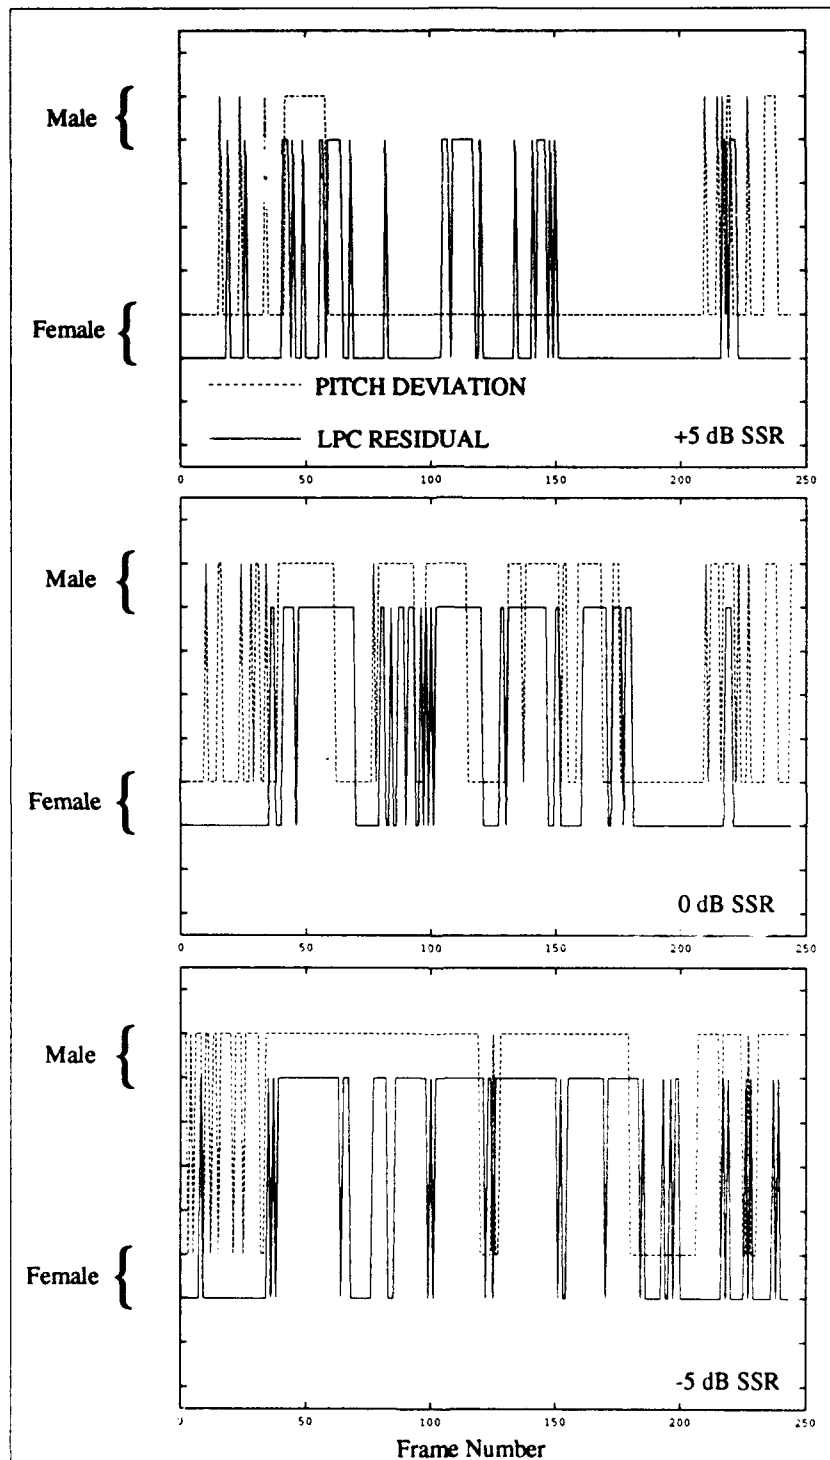 Male {
Female {
PITCH DEVIATION
LPC RESIDUAL
+5 dB SSR
0 50 100 150 200 250
Male {
Female {
0 dB SSR
0 50 100 150 200 250
Male {
Female {
-5 dB SSR
0 50 100 150 200 250
Frame Number